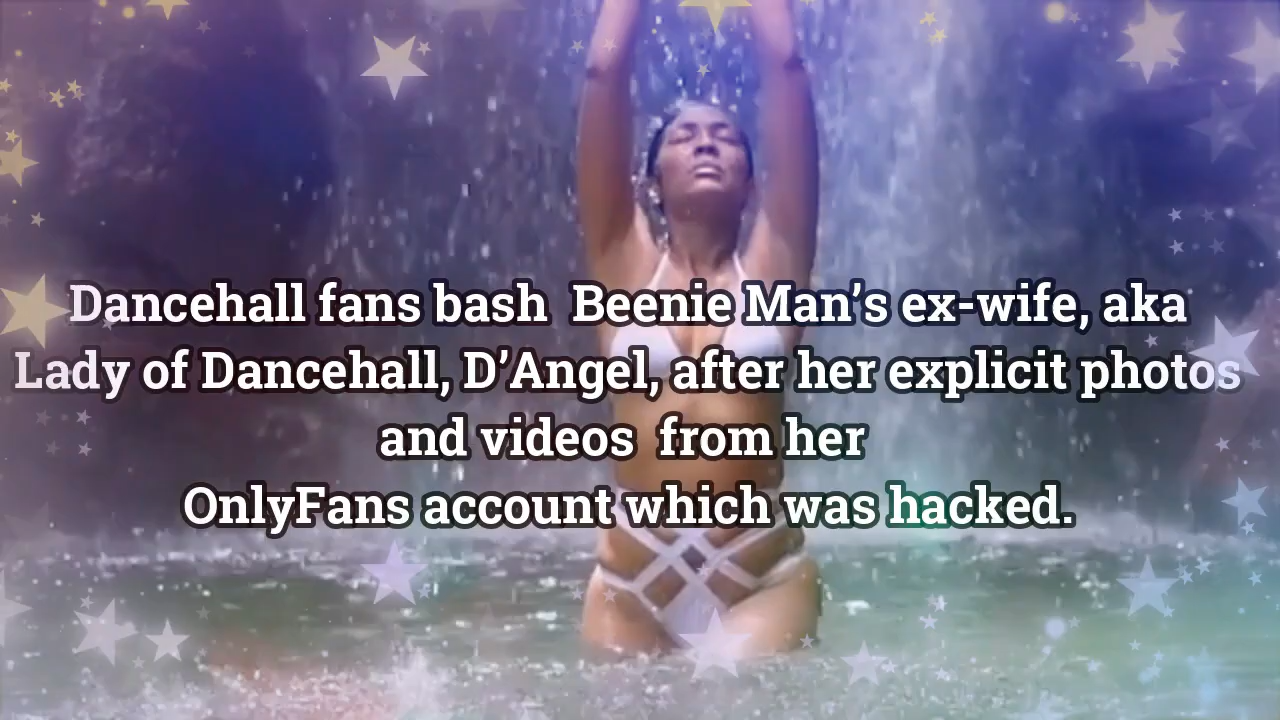 Dancehall fans bash  Beenie Man’s ex-wife, aka
Lady of Dancehall, D’Angel, after her explicit photos
and videos  from her
OnlyFans account which was hacked.